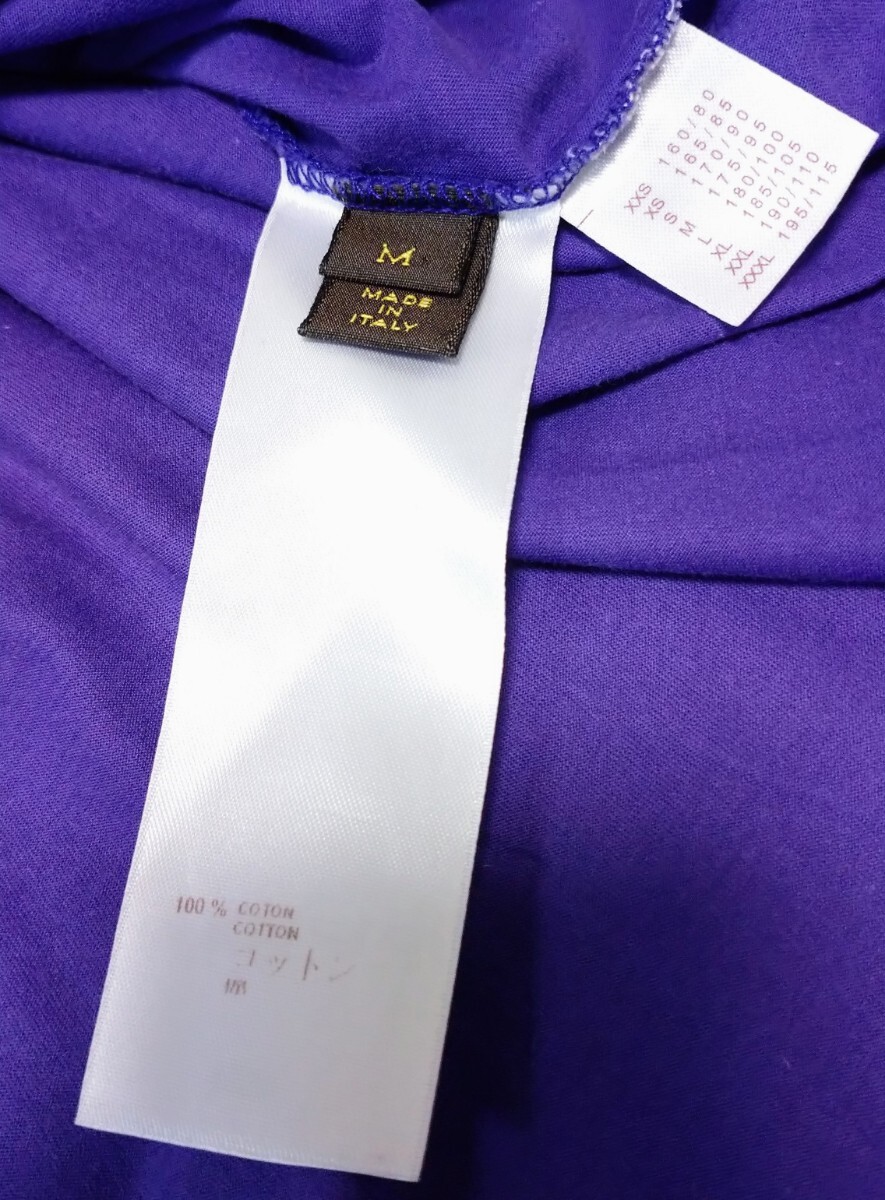 M
MADE
IN
ITALY
XXS 160/80
XS 165/85
S 170/90
M 175/95
L 180/100
XL 185/105
XXL 190/110
XXXL 195/115
100 % COTON
COTTON
コットン
棉